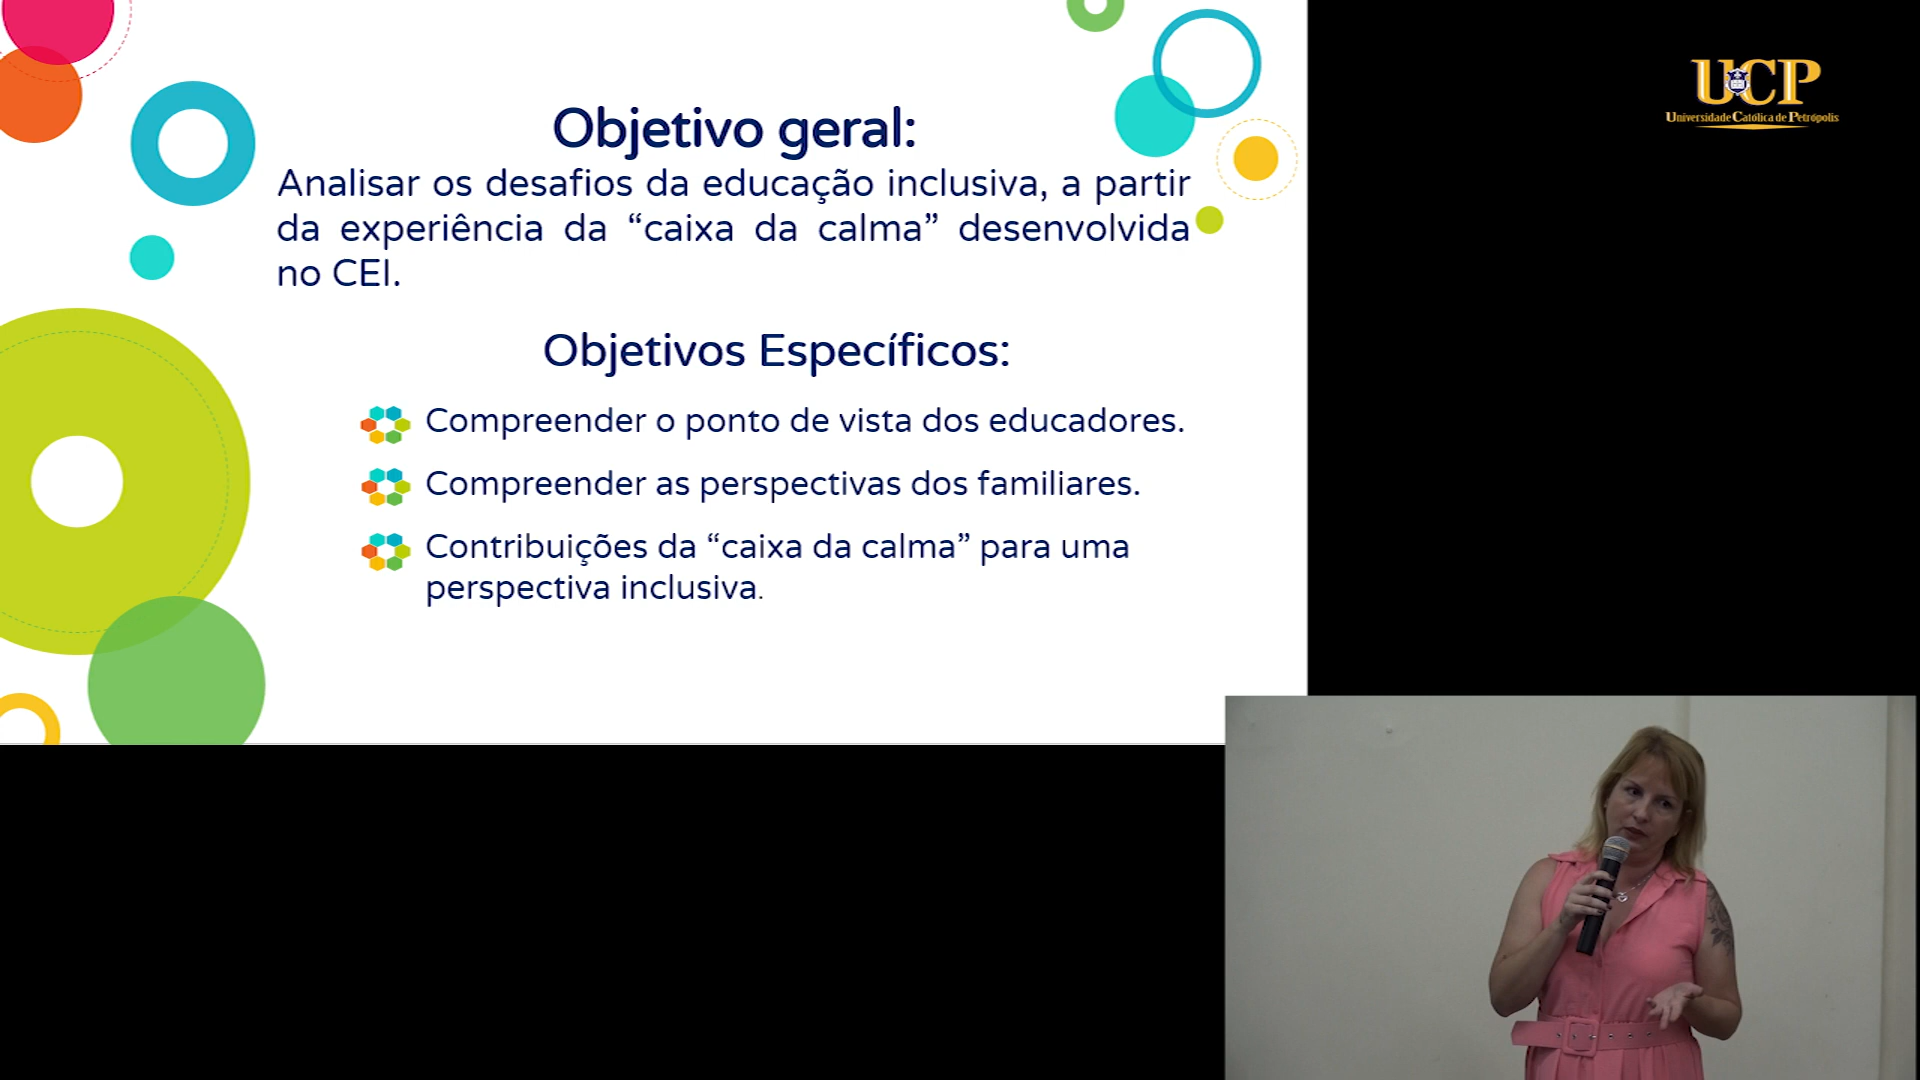 Objetivo geral:
Analisar os desafios da educação inclusiva, a partir
da experiência da “caixa da calma” desenvolvida
no CEI.
Objetivos Específicos:
Compreender o ponto de vista dos educadores.
Compreender as perspectivas dos familiares.
Contribuições da “caixa da calma” para uma
perspectiva inclusiva.
UCP
Universidade Católica de Petrópolis